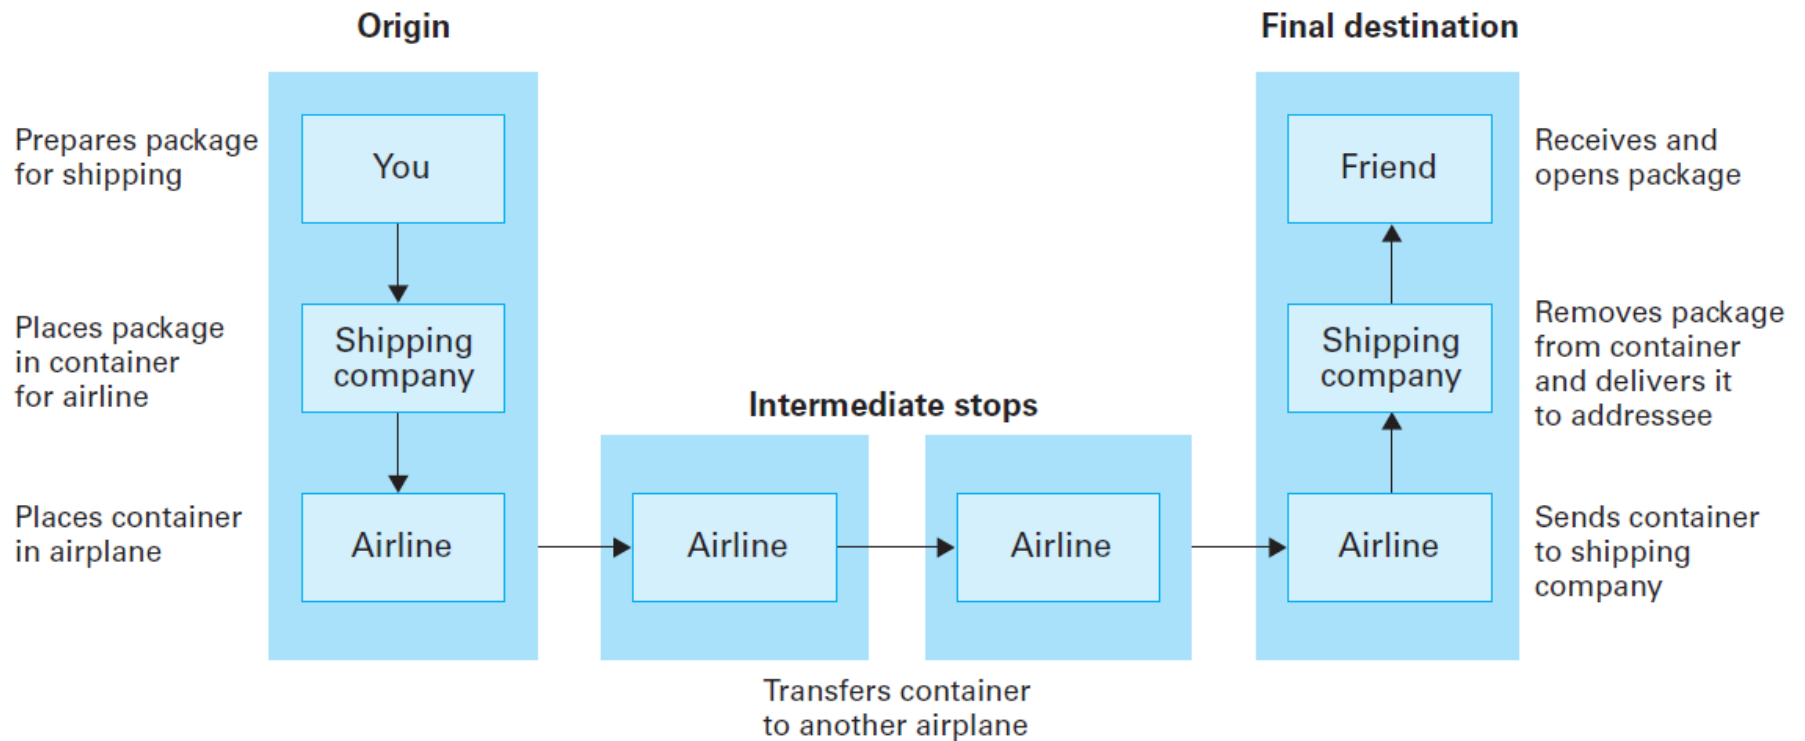 Origin
Final destination
Prepares package
for shipping
You
Friend
Receives and
opens package
Places package
in container
for airline
Shipping
company
Shipping
company
Removes package
from container
and delivers it
to addressee
Intermediate stops
Places container
in airplane
Airline
Airline
Airline
Airline
Sends container
to shipping
company
Transfers container
to another airplane